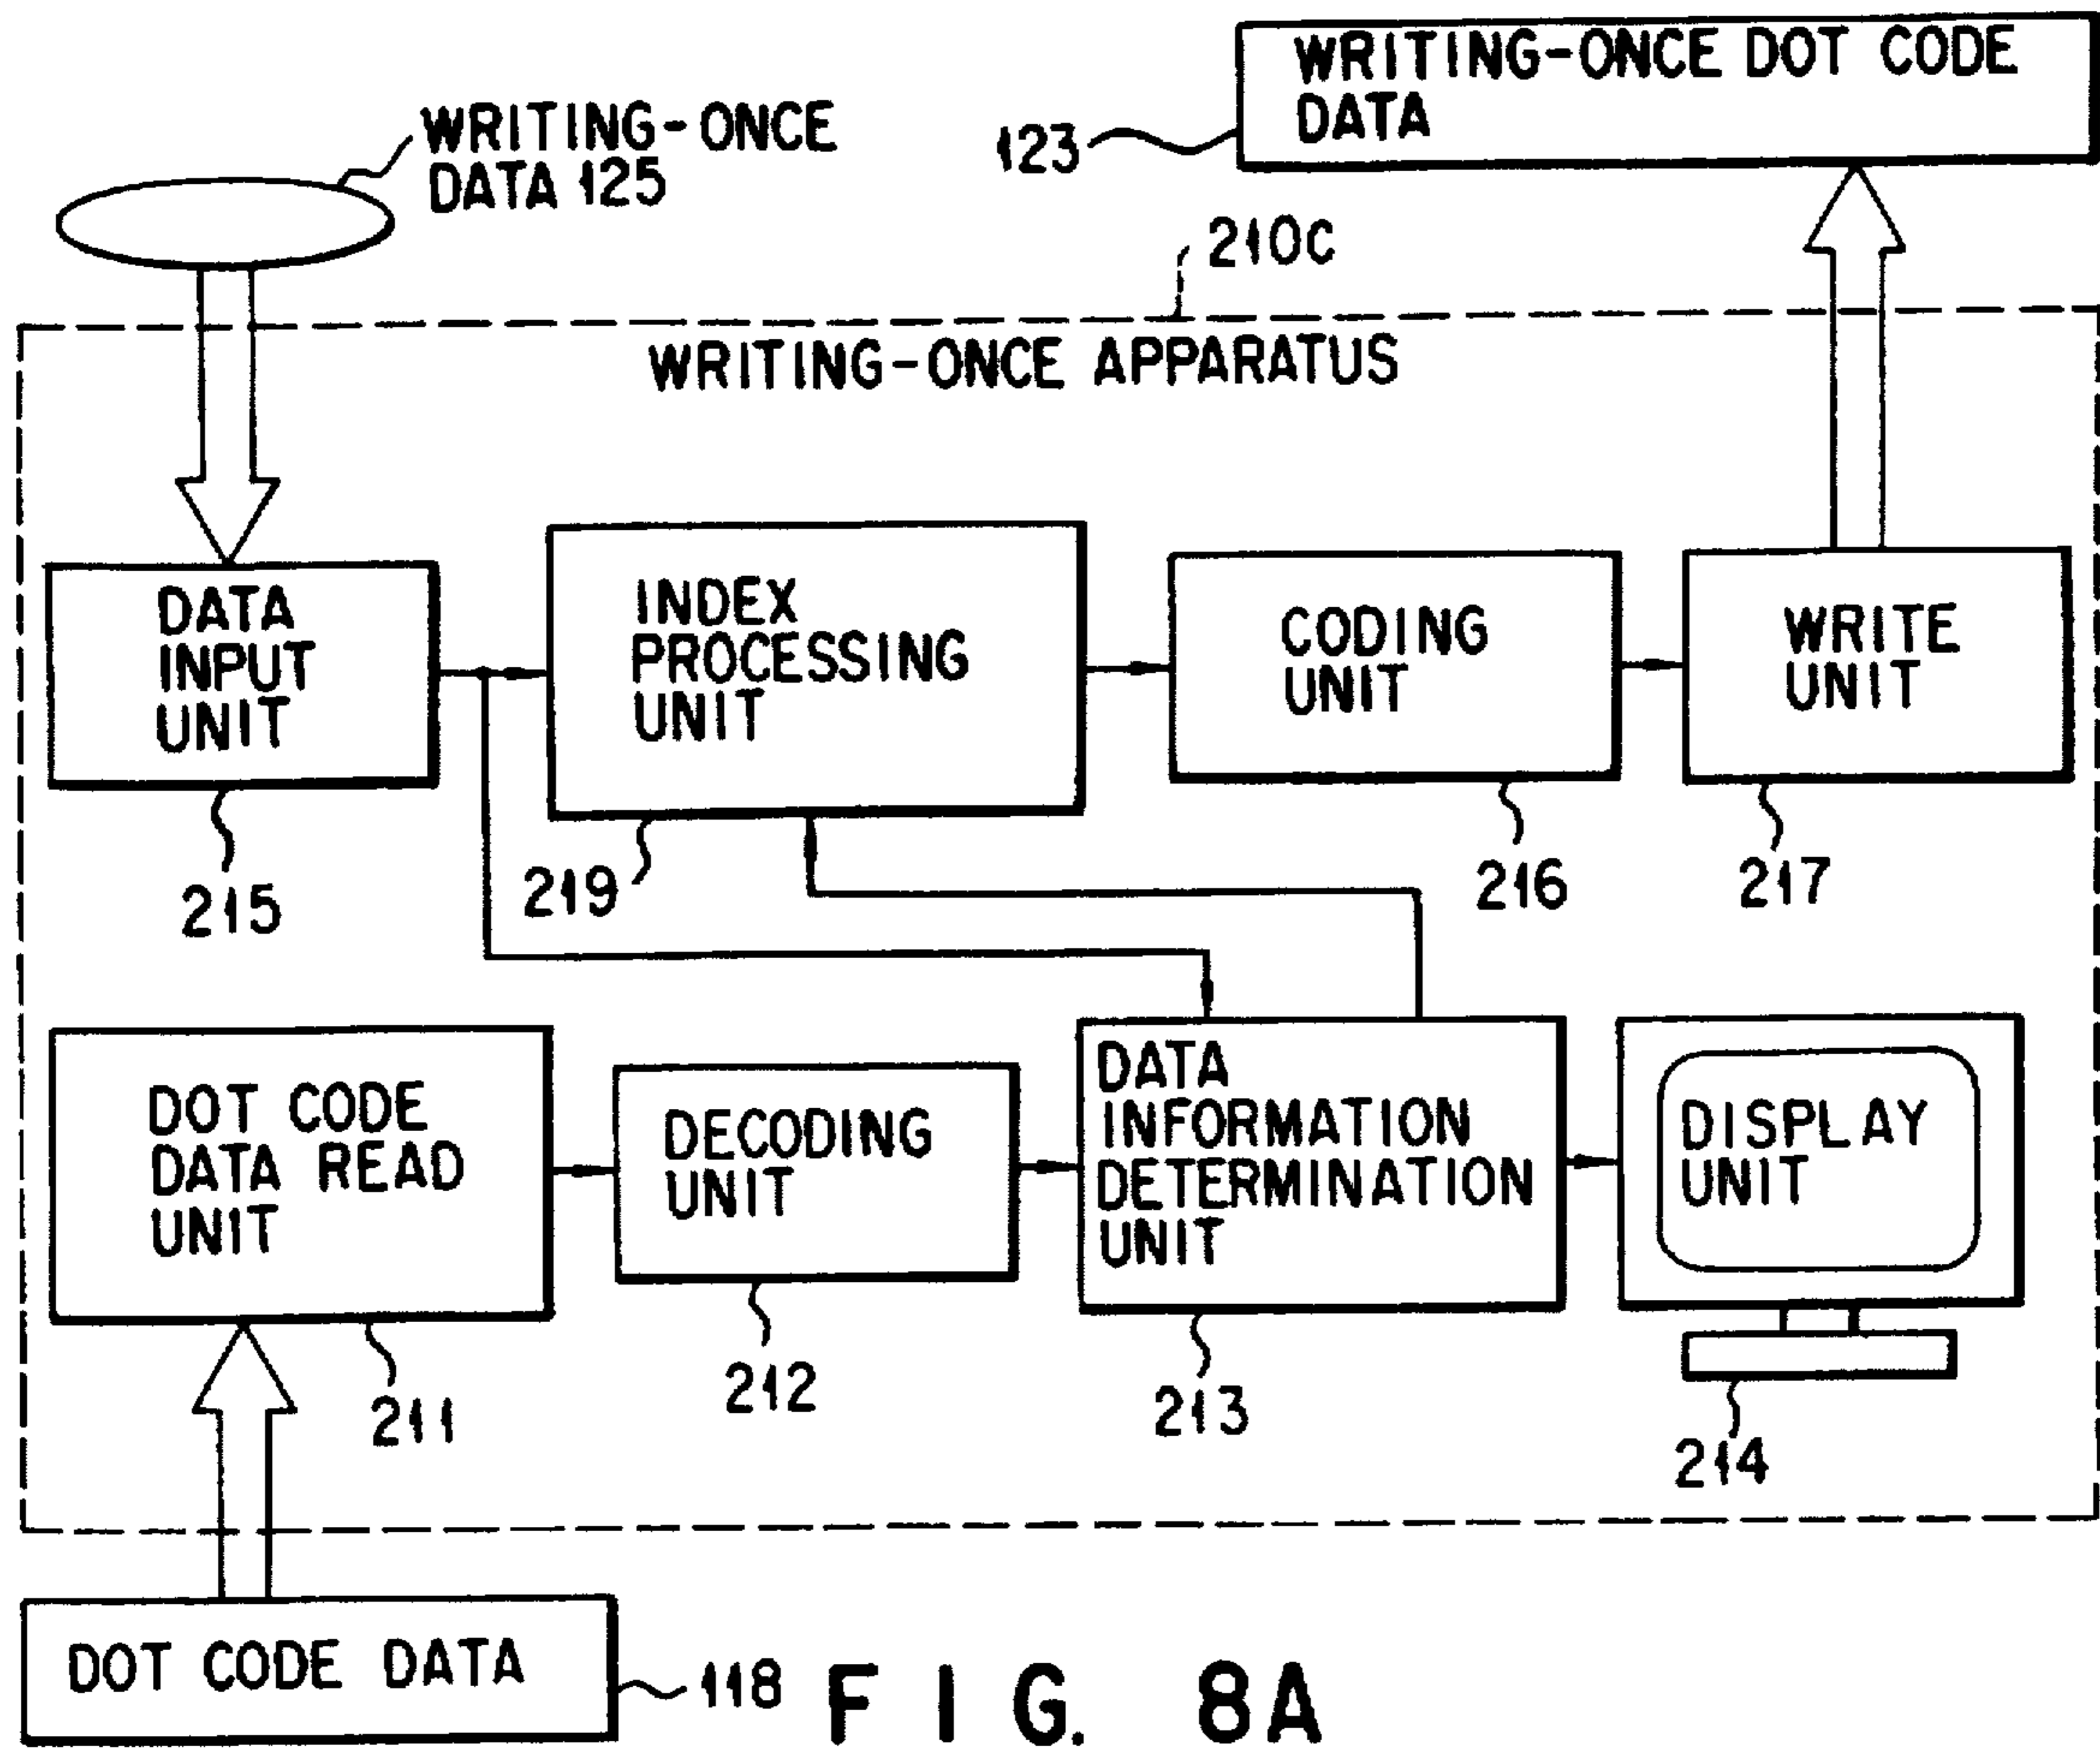 WRITING-ONCE DOT CODE
DATA
123
WRITING-ONCE
DATA 125
210C
WRITING-ONCE APPARATUS
DATA
INPUT
UNIT
215
INDEX
PROCESSING
UNIT
219
CODING
UNIT
216
WRITE
UNIT
217
DOT CODE
DATA READ
UNIT
211
DECODING
UNIT
212
DATA
INFORMATION
DETERMINATION
UNIT
213
DISPLAY
UNIT
214
DOT CODE DATA
118
FIG. 8A